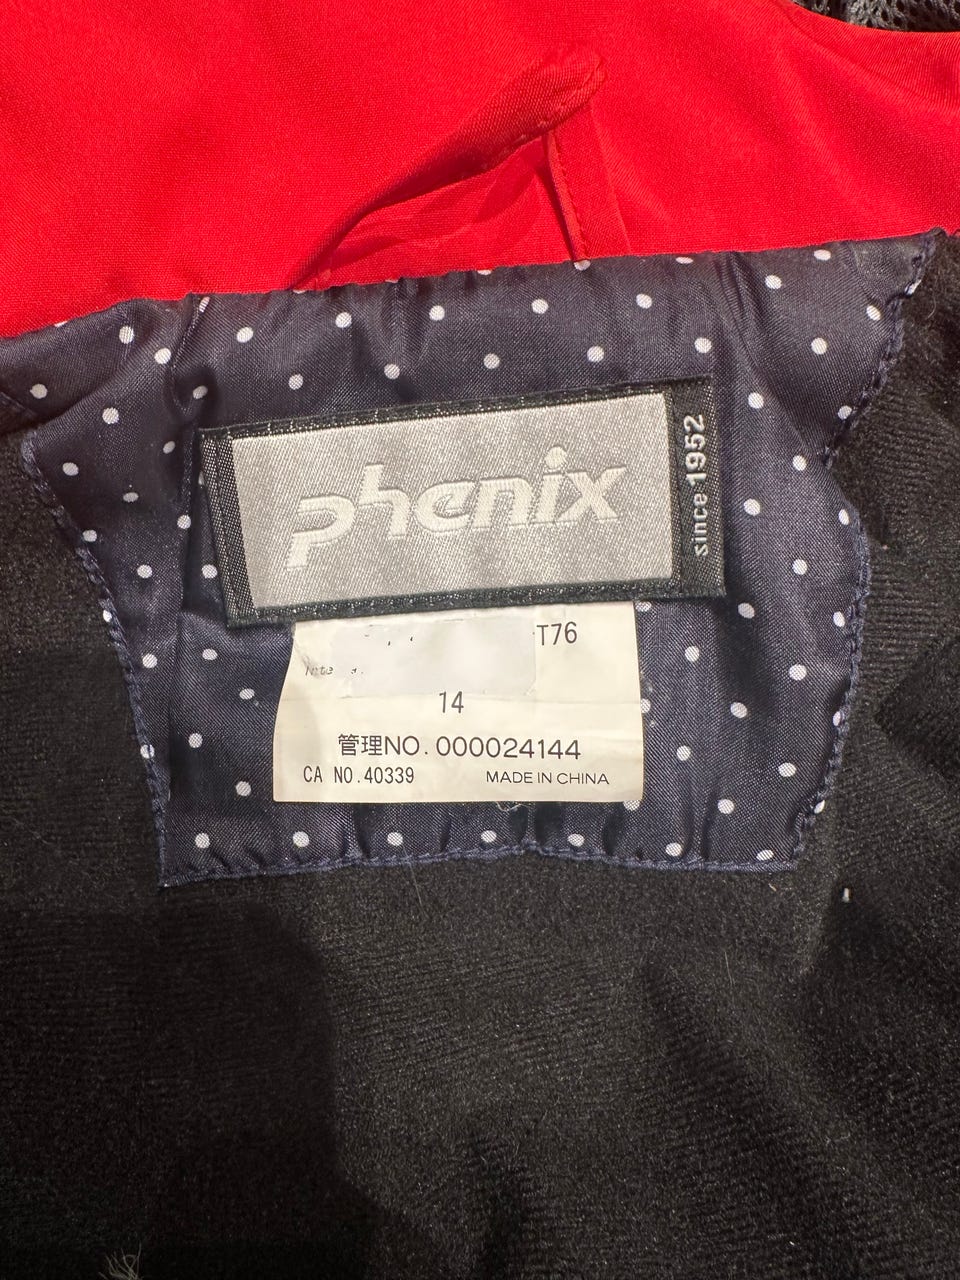 phenix
since 1952
T76
14
管理NO.000024144
CA NO.40339
MADE IN CHINA